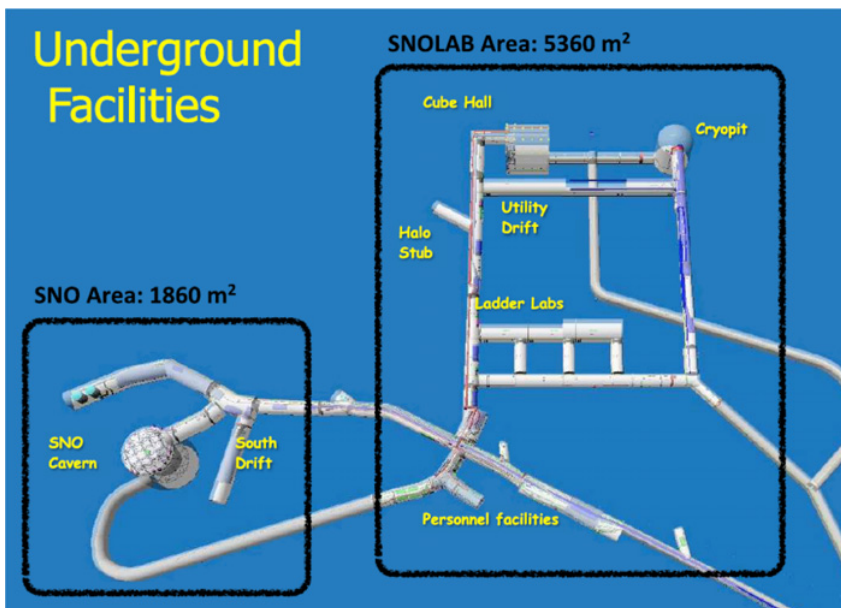 Underground
Facilities
SNOLAB Area: 5360 m²
Cube Hall
Cryopit
Utility
Drift
Halo
Stub
SNO Area: 1860 m²
Ladder Labs
SNO
Cavern
South
Drift
Personnel facilities